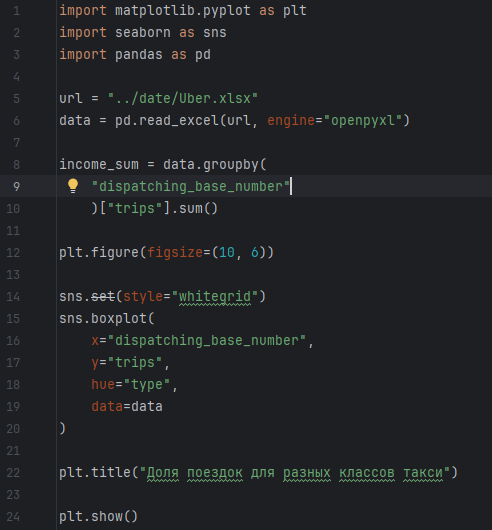 1 import matplotlib.pyplot as plt
2 import seaborn as sns
3 import pandas as pd
4
5 url = "../date/Uber.xlsx"
6 data = pd.read_excel(url, engine="openpyxl")
7
8 income_sum = data.groupby(
9     "dispatching_base_number"
10     )["trips"].sum()
11
12 plt.figure(figsize=(10, 6))
13
14 sns.set(style="whitegrid")
15 sns.boxplot(
16     x="dispatching_base_number",
17     y="trips",
18     hue="type",
19     data=data
20 )
21
22 plt.title("Доля поездок для разных классов такси")
23
24 plt.show()